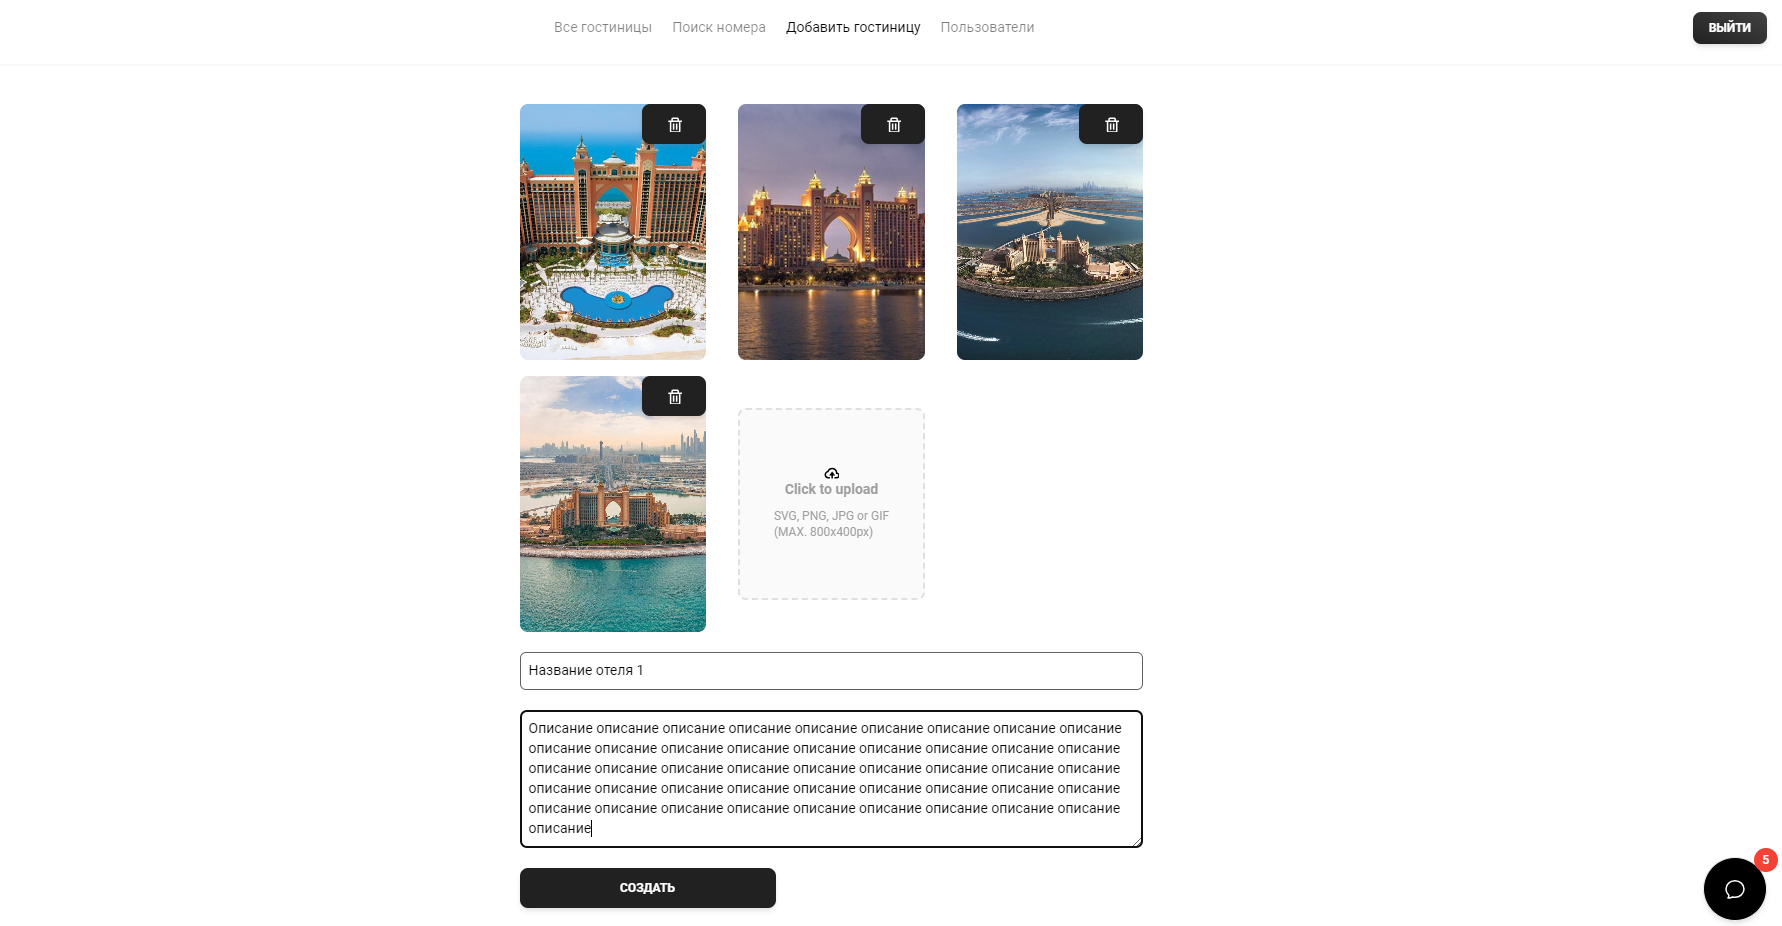 Все гостиницы Поиск номера Добавить гостиницу Пользователи ВЫЙТИ
Click to upload
SVG, PNG, JPG or GIF
(MAX. 800x400px)
Название отеля 1
Описание описание описание описание описание описание описание описание описание
описание описание описание описание описание описание описание описание описание
описание описание описание описание описание описание описание описание описание
описание описание описание описание описание описание описание описание описание
описание описание описание описание описание описание описание описание описание
описание
СОЗДАТЬ
5